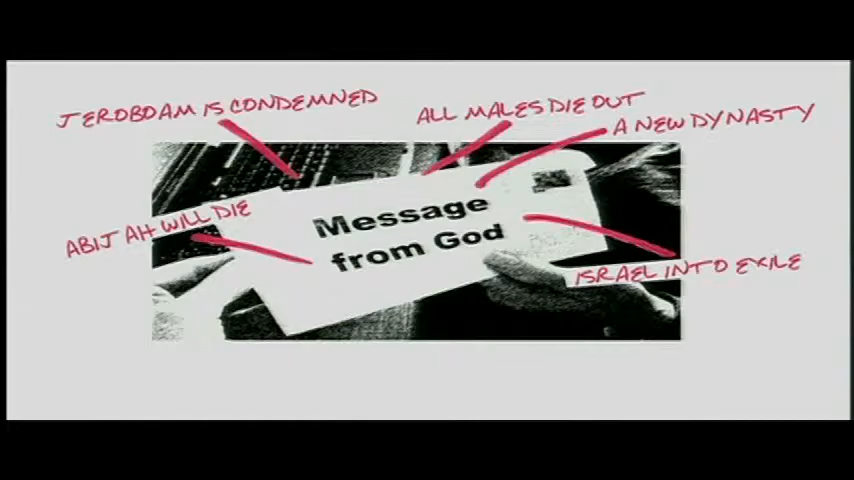 JEROBOAM IS CONDEMNED
ALL MALES DIE OUT
A NEW DYNASTY
ABIJAH WILL DIE
Message
from God
ISRAEL INTO EXILE